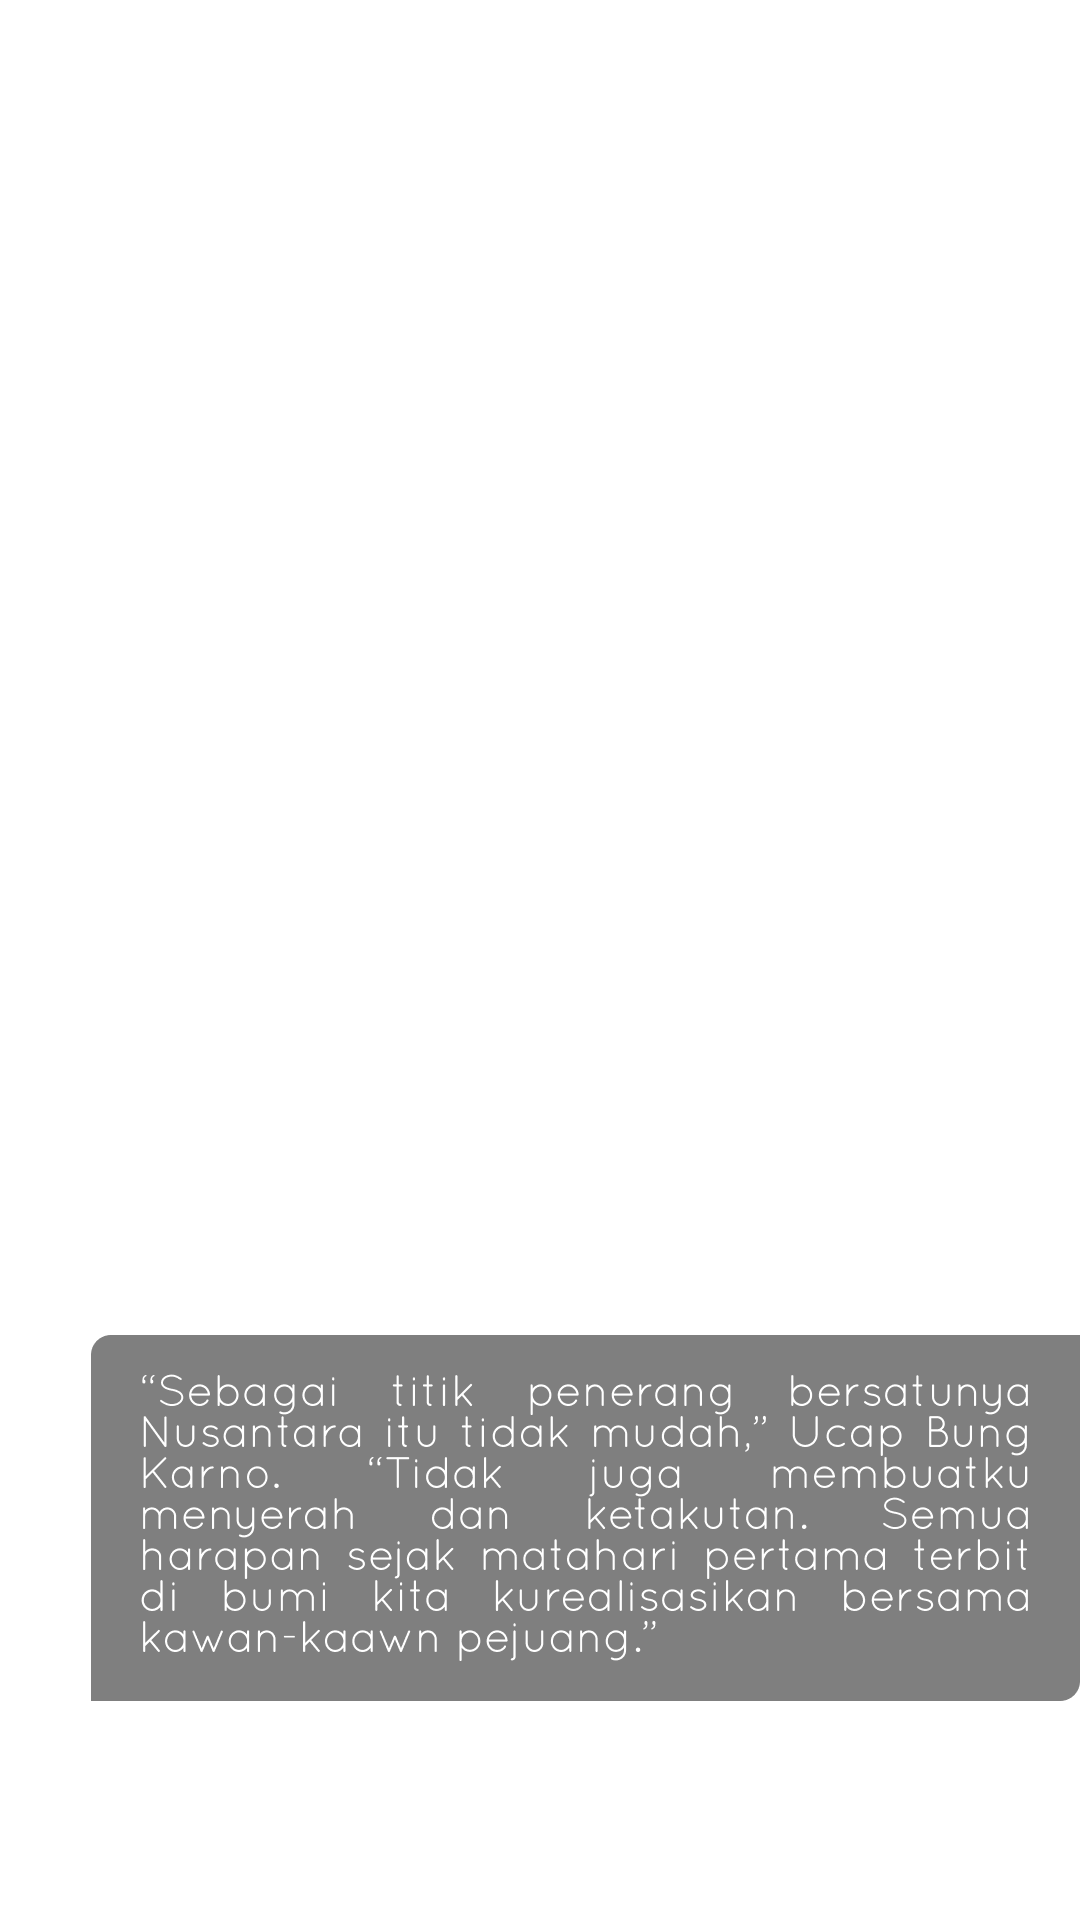 “Sebagai titik penerang bersatunya
Nusantara itu tidak mudah,” Ucap Bung
Karno. “Tidak juga membuatku
menyerah dan ketakutan. Semua
harapan sejak matahari pertama terbit
di bumi kita kurealisasikan bersama
kawan-kaawn pejuang.”